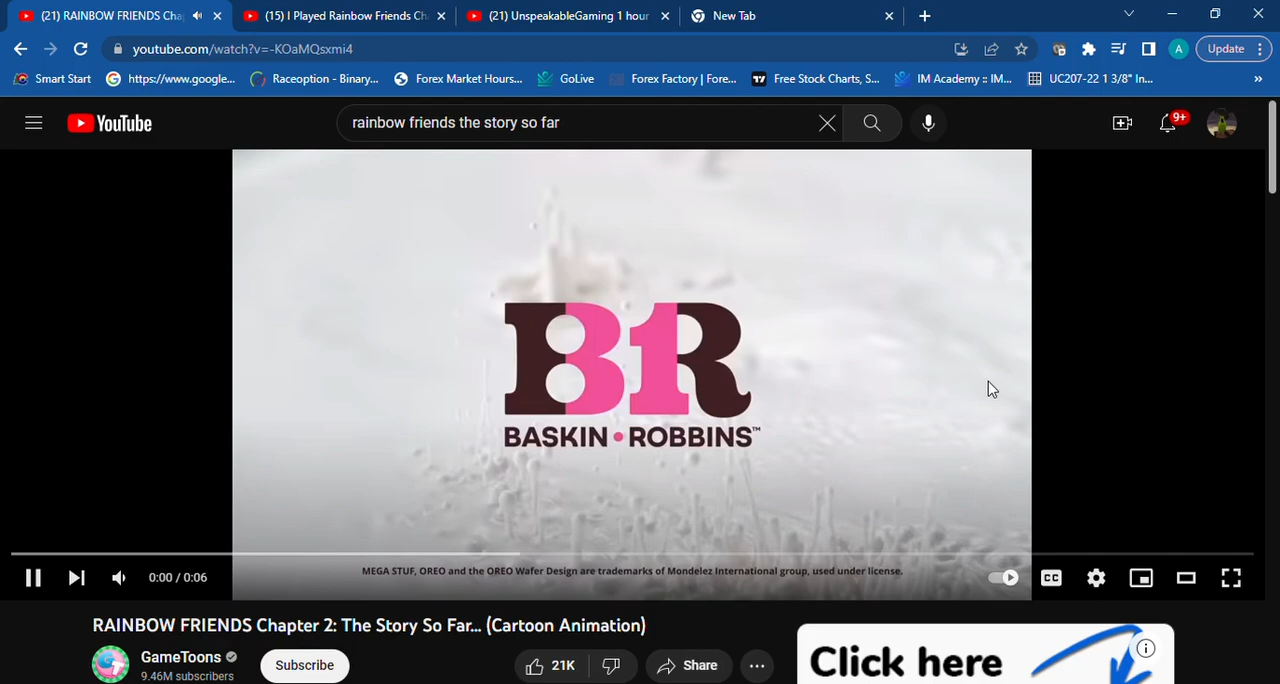 (21) RAINBOW FRIENDS Cha
(15) I Played Rainbow Friends Ch
(21) UnspeakableGaming 1 hour
New Tab
youtube.com/watch?v=-KOaMQsxmi4
A
Update
Smart Start
https://www.google...
Raceoption - Binary...
Forex Market Hours...
GoLive
Forex Factory | Fore...
Free Stock Charts, S...
IM Academy :: IM...
UC207-22 1 3/8" In...
»
YouTube
rainbow friends the story so far
9+
BR
BASKIN • ROBBINS™
MEGA STUF, OREO and the OREO Wafer Design are trademarks of Mondelez International group, used under license.
0:00 / 0:06
CC
RAINBOW FRIENDS Chapter 2: The Story So Far... (Cartoon Animation)
GameToons
9.46M subscribers
Subscribe
21K
Share
Click here